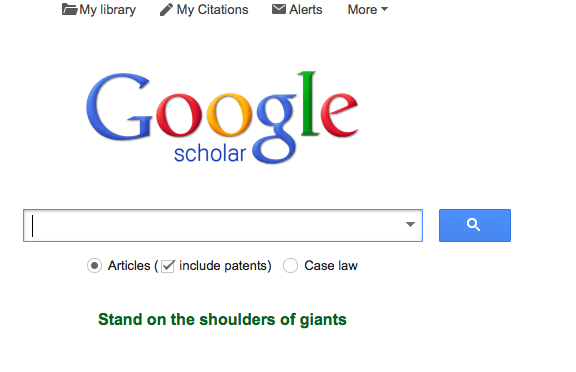 My library My Citations Alerts More
Google
scholar
Articles ( include patents) Case law
Stand on the shoulders of giants